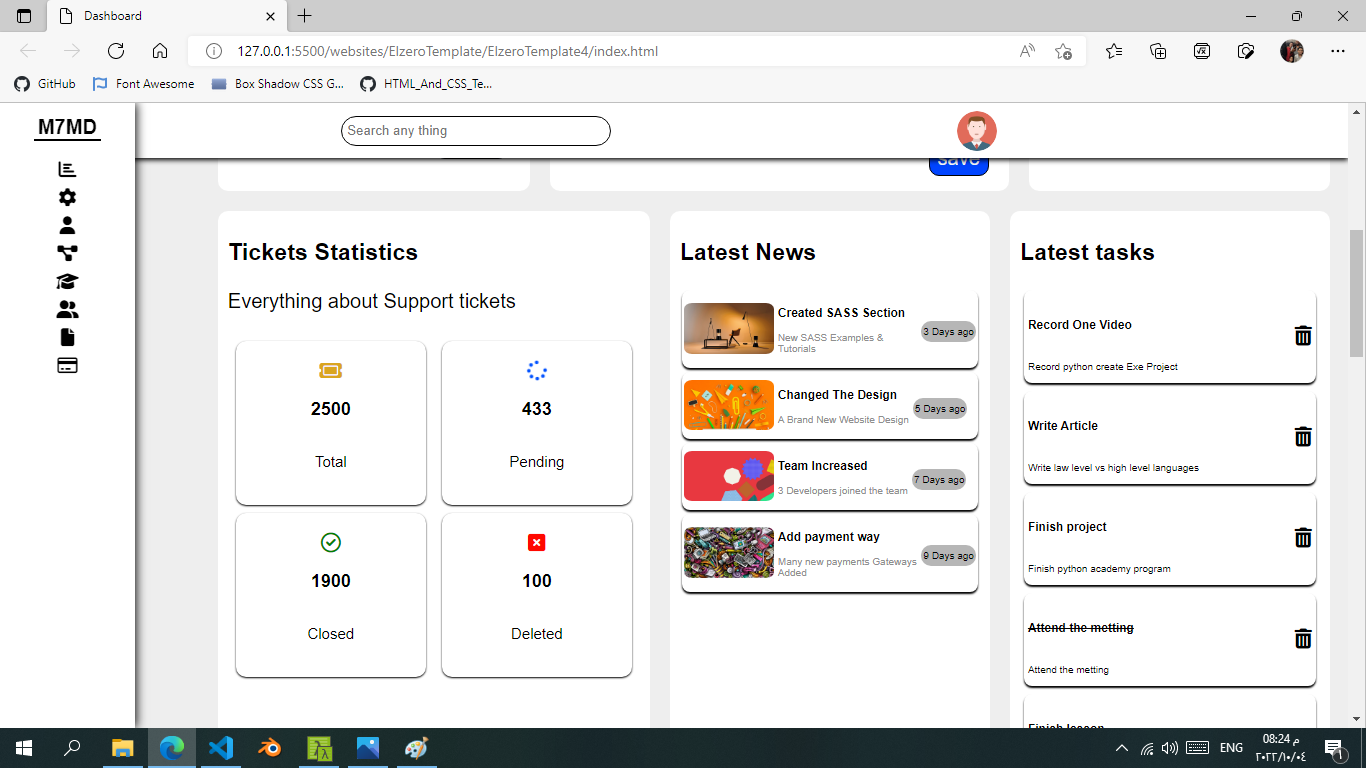 Dashboard
127.0.0.1:5500/websites/ElzeroTemplate/ElzeroTemplate4/index.html
GitHub
Font Awesome
Box Shadow CSS G...
HTML_And_CSS_Te...
M7MD
Search any thing
save
Tickets Statistics
Everything about Support tickets
2500
Total
433
Pending
1900
Closed
100
Deleted
Latest News
Created SASS Section
New SASS Examples &
Tutorials
3 Days ago
Changed The Design
A Brand New Website Design
5 Days ago
Team Increased
3 Developers joined the team
7 Days ago
Add payment way
Many new payments Gateways
Added
9 Days ago
Latest tasks
Record One Video
Record python create Exe Project
Write Article
Write law level vs high level languages
Finish project
Finish python academy program
Attend the metting
Attend the metting
Finish lesson
ENG
08:24 م
٢٠٢٢/١٠/٠٤
1